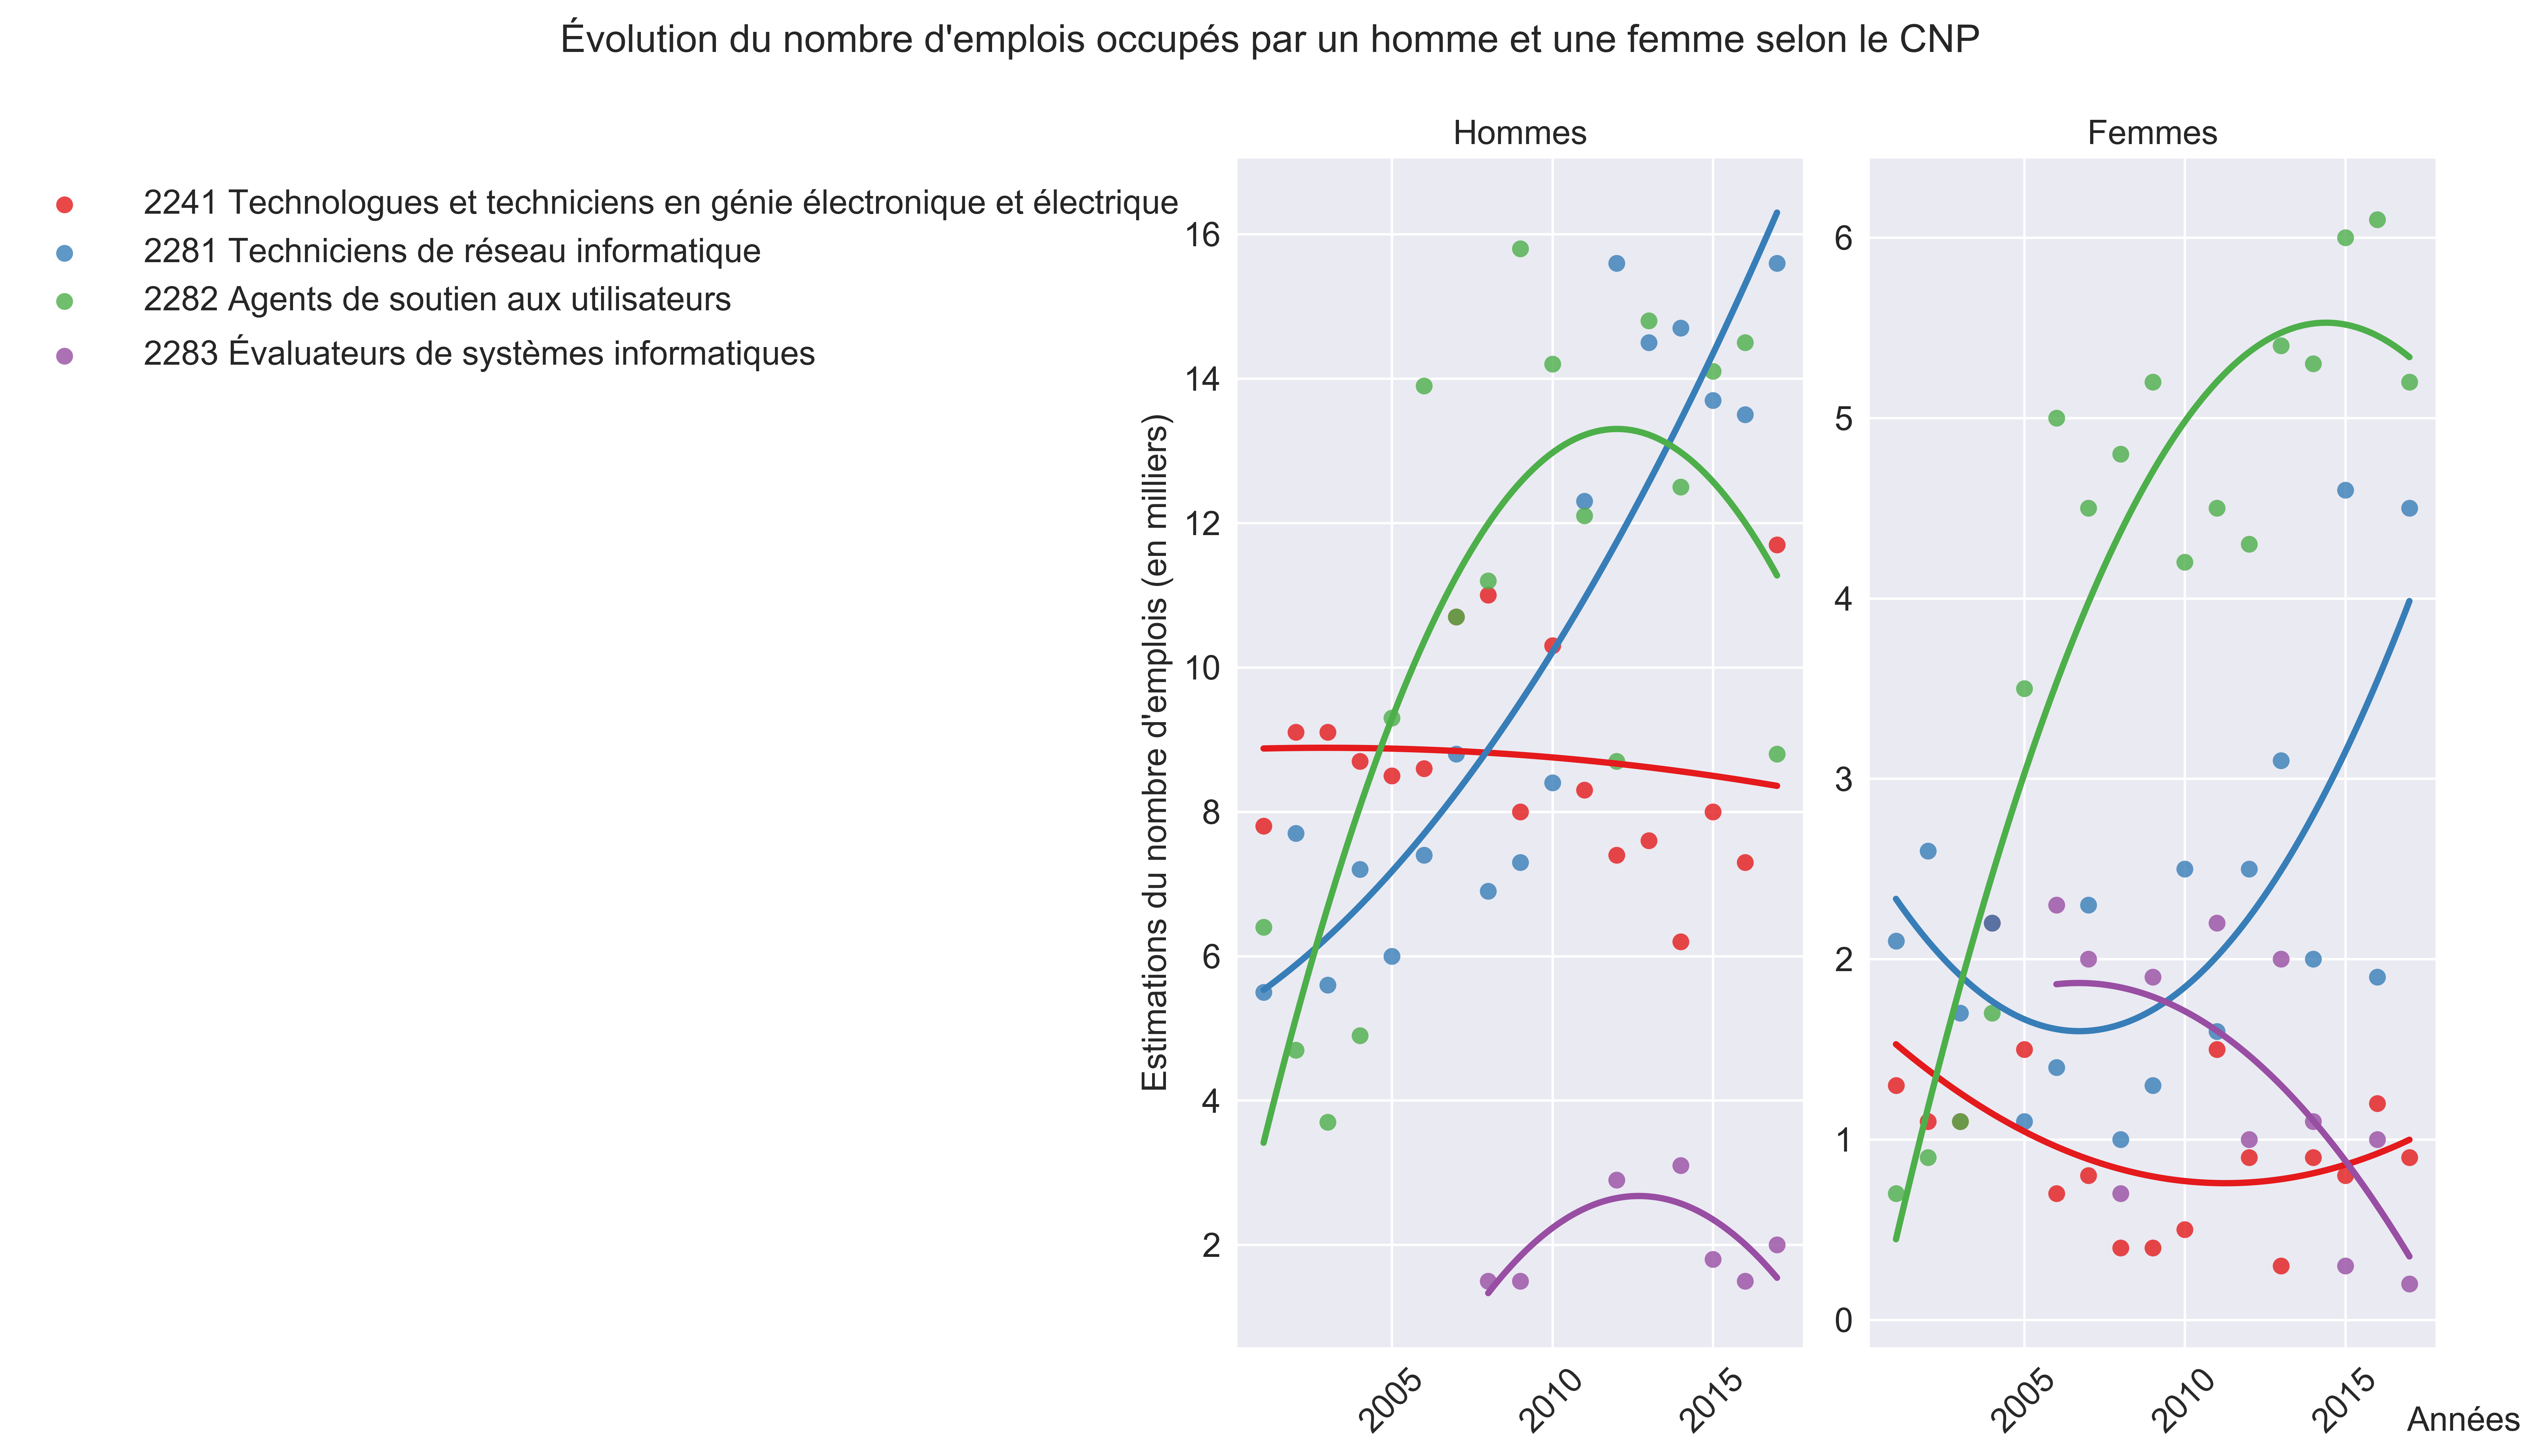 Évolution du nombre d'emplois occupés par un homme et une femme selon le CNP
2241 Technologues et techniciens en génie électronique et électrique
2281 Techniciens de réseau informatique
2282 Agents de soutien aux utilisateurs
2283 Évaluateurs de systèmes informatiques
Estimations du nombre d'emplois (en milliers)
Hommes
16
14
12
10
8
6
4
2
2005
2010
2015
Femmes
6
5
4
3
2
1
0
2005
2010
2015
Années